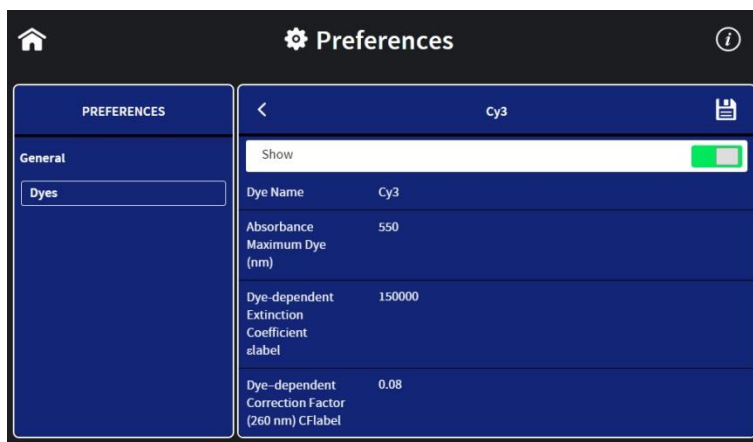 Preferences
PREFERENCES
General
Dyes
Cy3
Show
Dye Name
Cy3
Absorbance
Maximum Dye
(nm)
550
Dye-dependent
Extinction
Coefficient
εlabel
150000
Dye–dependent
Correction Factor
(260 nm) CFlabel
0.08